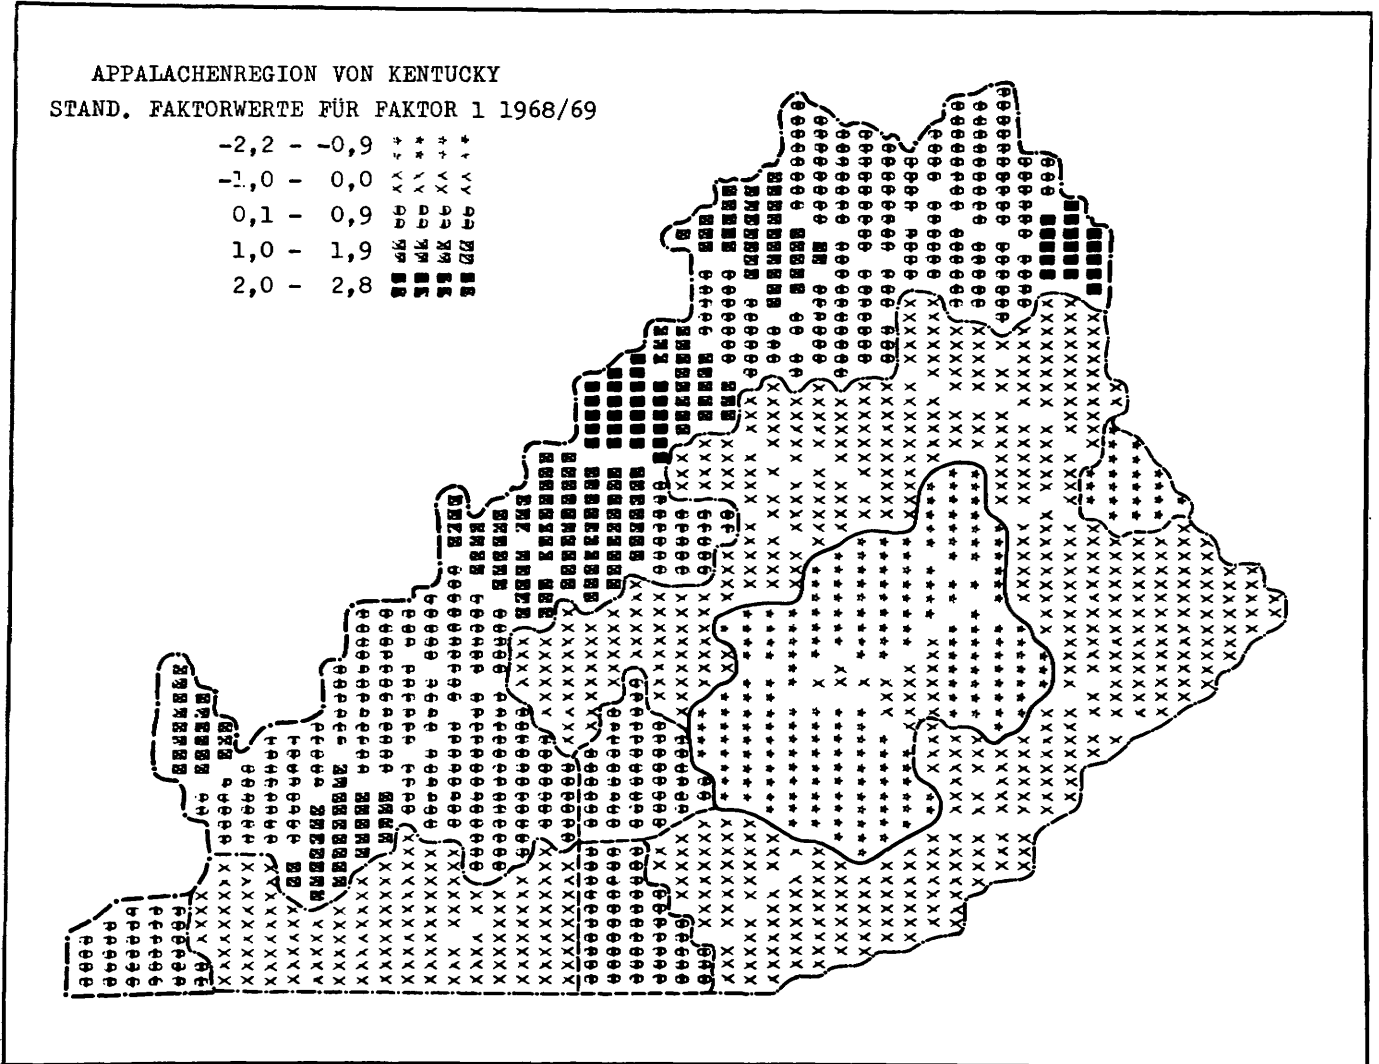 APPALACHENREGION VON KENTUCKY
STAND. FAKTORWERTE FÜR FAKTOR 1 1968/69
-2,2 - -0,9
-1,0 - 0,0
0,1 - 0,9
1,0 - 1,9
2,0 - 2,8